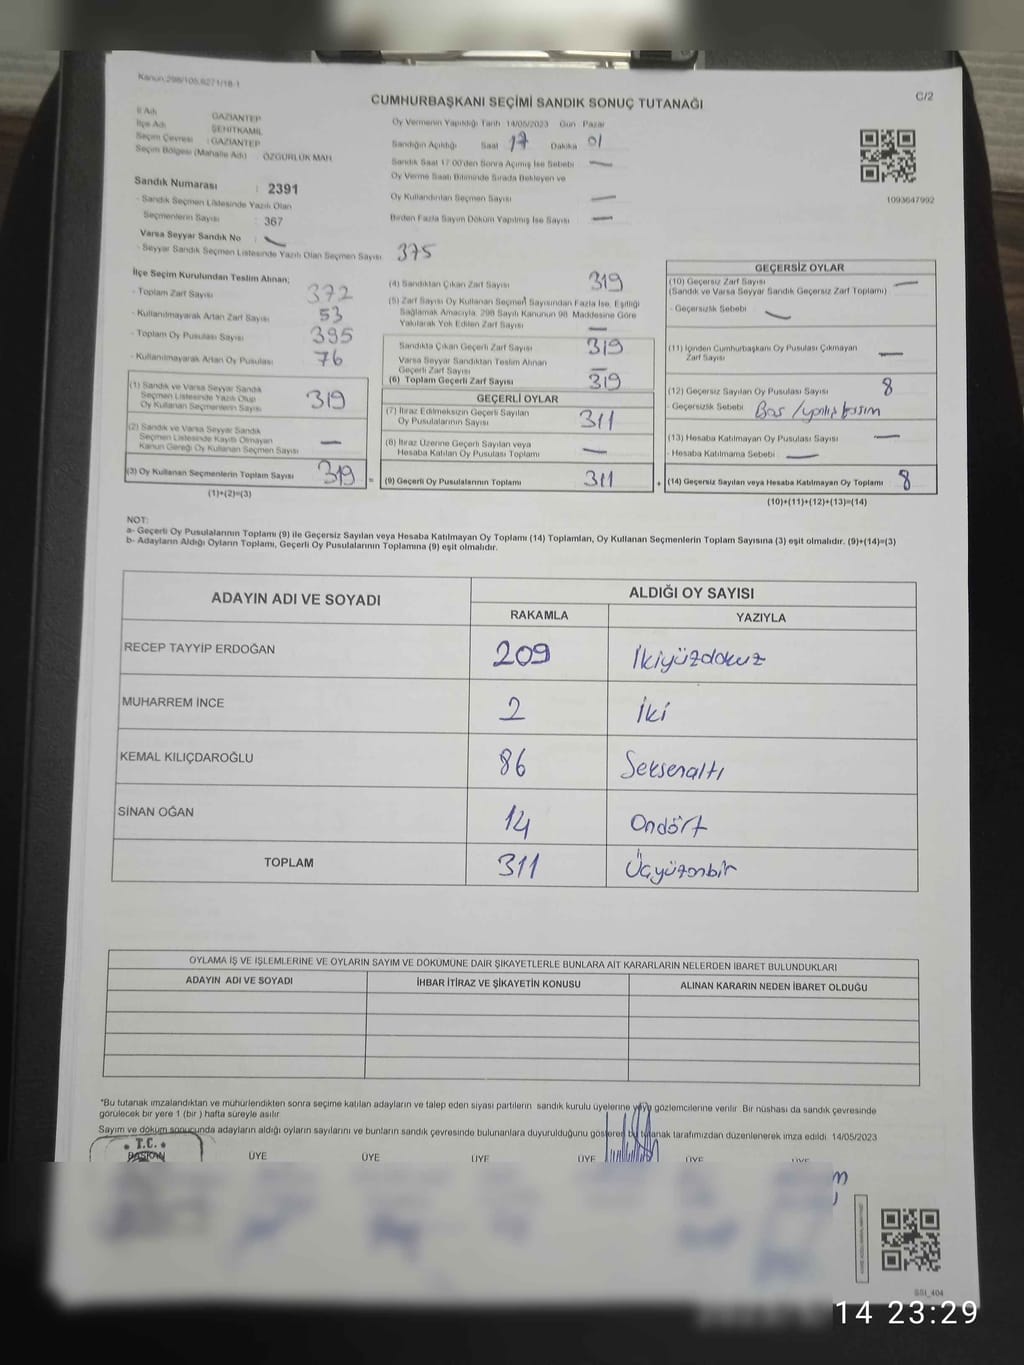 Kanun:298/105,6271/18-1
C/2
CUMHURBAŞKANI SEÇİMİ SANDIK SONUÇ TUTANAĞI
İl Adı : GAZİANTEP
İlçe Adı : ŞEHİTKAMİL
Seçim Çevresi : GAZİANTEP
Seçim Bölgesi (Mahalle Adı) : ÖZGÜRLÜK MAH.
Sandık Numarası : 2391
- Sandık Seçmen Listesinde Yazılı Olan
Seçmenlerin Sayısı : 367
Varsa Seyyar Sandık No : —
- Seyyar Sandık Seçmen Listesinde Yazılı Olan Seçmen Sayısı 375
Oy Vermenin Yapıldığı Tarih 14/05/2023 Gün Pazar
Sandığın Açıldığı Saat 17 Dakika 01
Sandık Saat 17:00'den Sonra Açılmış İse Sebebi —
Oy Verme Saati Bitiminde Sırada Bekleyen ve
Oy Kullandırılan Seçmen Sayısı —
Birden Fazla Sayım Döküm Yapılmış İse Sayısı —
1093647992
İlçe Seçim Kurulundan Teslim Alınan;
- Toplam Zarf Sayısı 372
- Kullanılmayarak Artan Zarf Sayısı 53
- Toplam Oy Pusulası Sayısı 395
- Kullanılmayarak Artan Oy Pusulası 76
(1) Sandık ve Varsa Seyyar Sandık
Seçmen Listesinde Yazılı Olup
Oy Kullanan Seçmenlerin Sayısı 319
(2) Sandık ve Varsa Seyyar Sandık
Seçmen Listesinde Kayıtlı Olmayan
Kanun Gereği Oy Kullanan Seçmen Sayısı —
(3) Oy Kullanan Seçmenlerin Toplam Sayısı 319
(1)+(2)=(3)
(4) Sandıktan Çıkan Zarf Sayısı 319
(5) Zarf Sayısı Oy Kullanan Seçmen Sayısından Fazla İse, Eşitliği
Sağlamak Amacıyla, 298 Sayılı Kanunun 98. Maddesine Göre
Yakılarak Yok Edilen Zarf Sayısı —
Sandıkta Çıkan Geçerli Zarf Sayısı 319
Varsa Seyyar Sandıktan Teslim Alınan
Geçerli Zarf Sayısı —
(6) Toplam Geçerli Zarf Sayısı 319
GEÇERLİ OYLAR
(7) İtiraz Edilmeksizin Geçerli Sayılan
Oy Pusulalarının Sayısı 311
(8) İtiraz Üzerine Geçerli Sayılan veya
Hesaba Katılan Oy Pusulası Toplamı —
= (9) Geçerli Oy Pusulalarının Toplamı 311
GEÇERSİZ OYLAR
(10) Geçersiz Zarf Sayısı —
(Sandık ve Varsa Seyyar Sandık Geçersiz Zarf Toplamı)
- Geçersizlik Sebebi —
(11) İçinden Cumhurbaşkanı Oy Pusulası Çıkmayan
Zarf Sayısı —
(12) Geçersiz Sayılan Oy Pusulası Sayısı 8
- Geçersizlik Sebebi Boş / yanlış basım
(13) Hesaba Katılmayan Oy Pusulası Sayısı —
- Hesaba Katılmama Sebebi —
+ (14) Geçersiz Sayılan veya Hesaba Katılmayan Oy Toplamı 8
(10)+(11)+(12)+(13)=(14)
NOT:
a- Geçerli Oy Pusulalarının Toplamı (9) ile Geçersiz Sayılan veya Hesaba Katılmayan Oy Toplamı (14) Toplamları, Oy Kullanan Seçmenlerin Toplam Sayısına (3) eşit olmalıdır. (9)+(14)=(3)
b- Adayların Aldığı Oyların Toplamı, Geçerli Oy Pusulalarının Toplamına (9) eşit olmalıdır.
ADAYIN ADI VE SOYADI
ALDIĞI OY SAYISI
RAKAMLA YAZIYLA
RECEP TAYYİP ERDOĞAN 209 İkiyüzdokuz
MUHARREM İNCE 2 İki
KEMAL KILIÇDAROĞLU 86 Seksenaltı
SİNAN OĞAN 14 Ondört
TOPLAM 311 Üçyüzonbir
OYLAMA İŞ VE İŞLEMLERİNE VE OYLARIN SAYIM VE DÖKÜMÜNE DAİR ŞİKAYETLERLE BUNLARA AİT KARARLARIN NELERDEN İBARET BULUNDUKLARI
ADAYIN ADI VE SOYADI İHBAR İTİRAZ VE ŞİKAYETİN KONUSU ALINAN KARARIN NEDEN İBARET OLDUĞU
*Bu tutanak imzalandıktan ve mühürlendikten sonra seçime katılan adayların ve talep eden siyasi partilerin sandık kurulu üyelerine veya gözlemcilerine verilir. Bir nüshası da sandık çevresinde
görülecek bir yere 1 (bir) hafta süreyle asılır.
Sayım ve döküm sonucunda adayların aldığı oyların sayılarını ve bunların sandık çevresinde bulunanlara duyurulduğunu gösteren bu tutanak tarafımızdan düzenlenerek imza edildi. 14/05/2023
T.C.
BAŞKAN ÜYE ÜYE ÜYE ÜYE ÜYE ÜYE
SSI_404
14 23:29